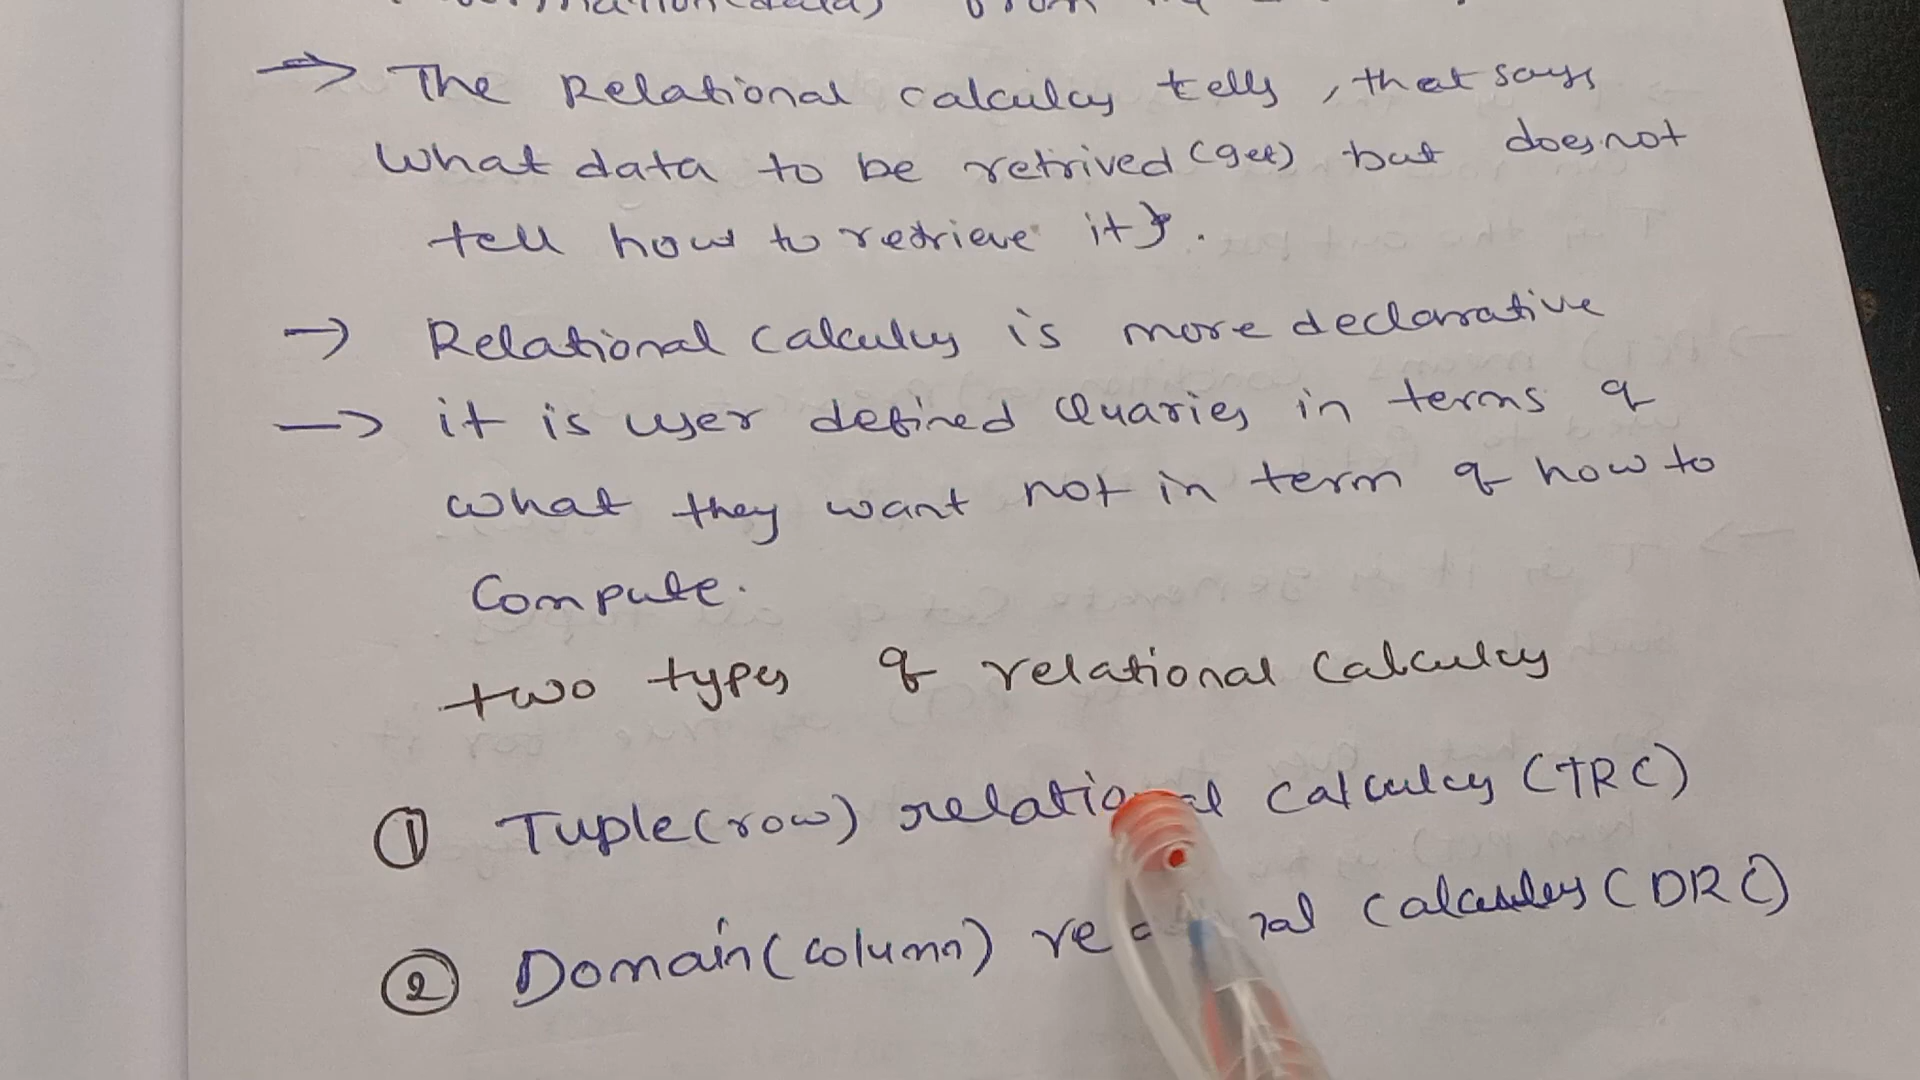 (data) from
→ The Relational calculus tells, that says
What data to be retrived (get) but does not
tell how to retrieve it}.
→ Relational Calculus is more declarative
→ it is user defined Quaries in terms of
what they want not in term of how to
Compute.
two types of relational Calculus
① Tuple(row) relational Calculus (TRC)
② Domain(column) Calculus (DRC)